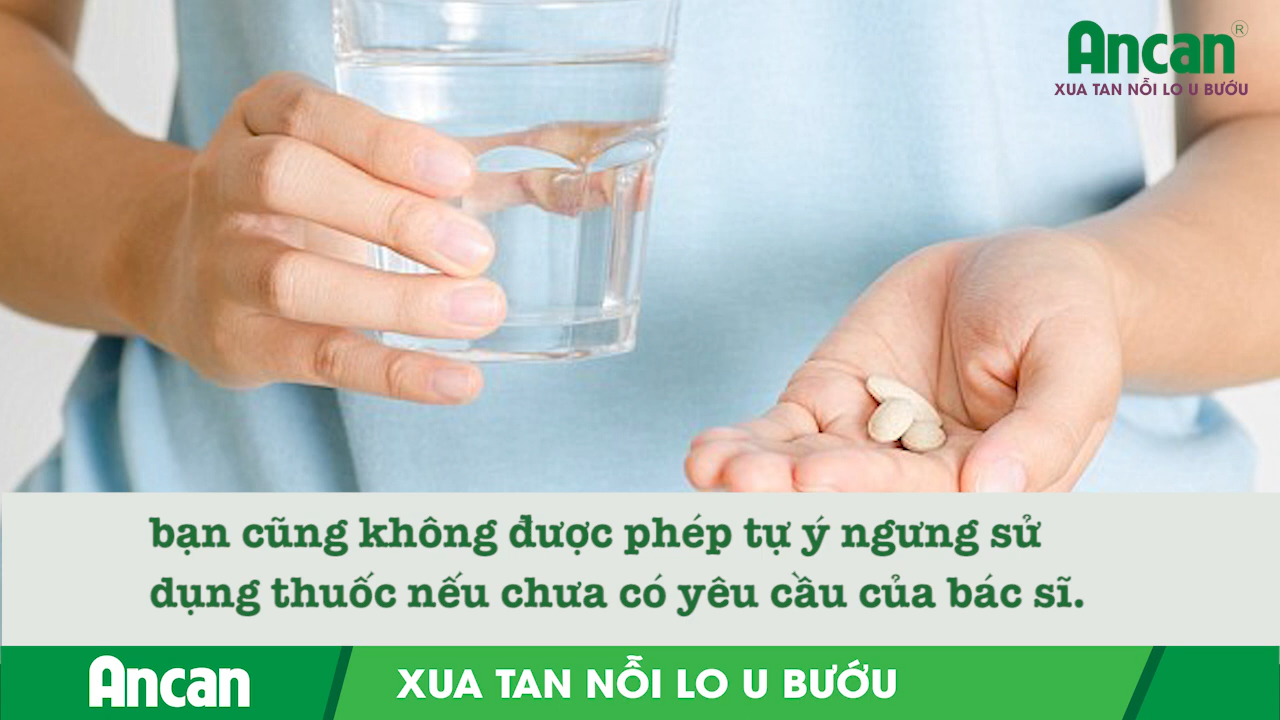 Ancan®
XUA TAN NỖI LO U BƯỚU
bạn cũng không được phép tự ý ngưng sử
dụng thuốc nếu chưa có yêu cầu của bác sĩ.
Ancan
XUA TAN NỖI LO U BƯỚU